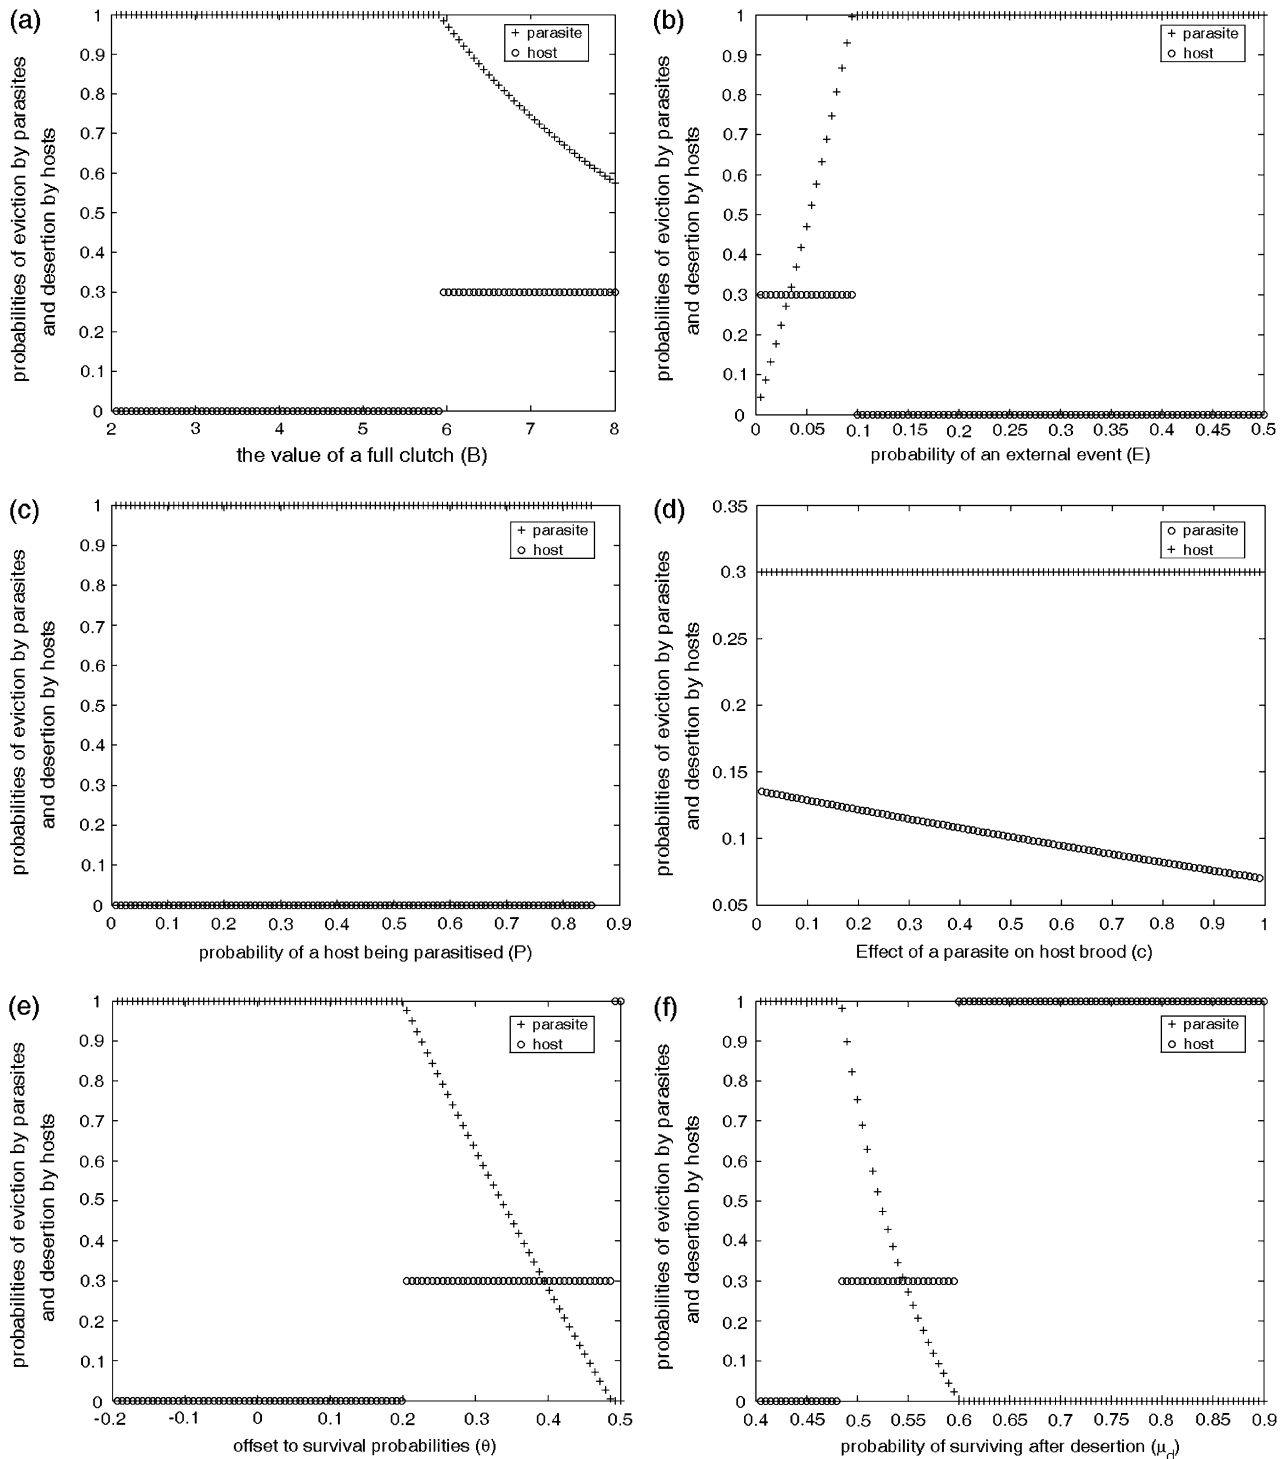 (a)
probabilities of eviction by parasites
and desertion by hosts
1
0.9
0.8
0.7
0.6
0.5
0.4
0.3
0.2
0.1
0
2 3 4 5 6 7 8
the value of a full clutch (B)
+ parasite
o host
(b)
probabilities of eviction by parasites
and desertion by hosts
1
0.9
0.8
0.7
0.6
0.5
0.4
0.3
0.2
0.1
0
0 0.05 0.1 0.15 0.2 0.25 0.3 0.35 0.4 0.45 0.5
probability of an external event (E)
+ parasite
o host
(c)
probabilities of eviction by parasites
and desertion by hosts
1
0.9
0.8
0.7
0.6
0.5
0.4
0.3
0.2
0.1
0
0 0.1 0.2 0.3 0.4 0.5 0.6 0.7 0.8 0.9
probability of a host being parasitised (P)
+ parasite
o host
(d)
probabilities of eviction by parasites
and desertion by hosts
0.35
0.3
0.25
0.2
0.15
0.1
0.05
0 0.1 0.2 0.3 0.4 0.5 0.6 0.7 0.8 0.9 1
Effect of a parasite on host brood (c)
o parasite
+ host
(e)
probabilities of eviction by parasites
and desertion by hosts
1
0.9
0.8
0.7
0.6
0.5
0.4
0.3
0.2
0.1
0
-0.2 -0.1 0 0.1 0.2 0.3 0.4 0.5
offset to survival probabilities (θ)
+ parasite
o host
(f)
probabilities of eviction by parasites
and desertion by hosts
1
0.9
0.8
0.7
0.6
0.5
0.4
0.3
0.2
0.1
0
0.4 0.45 0.5 0.55 0.6 0.65 0.7 0.75 0.8 0.85 0.9
probability of surviving after desertion (μd)
+ parasite
o host